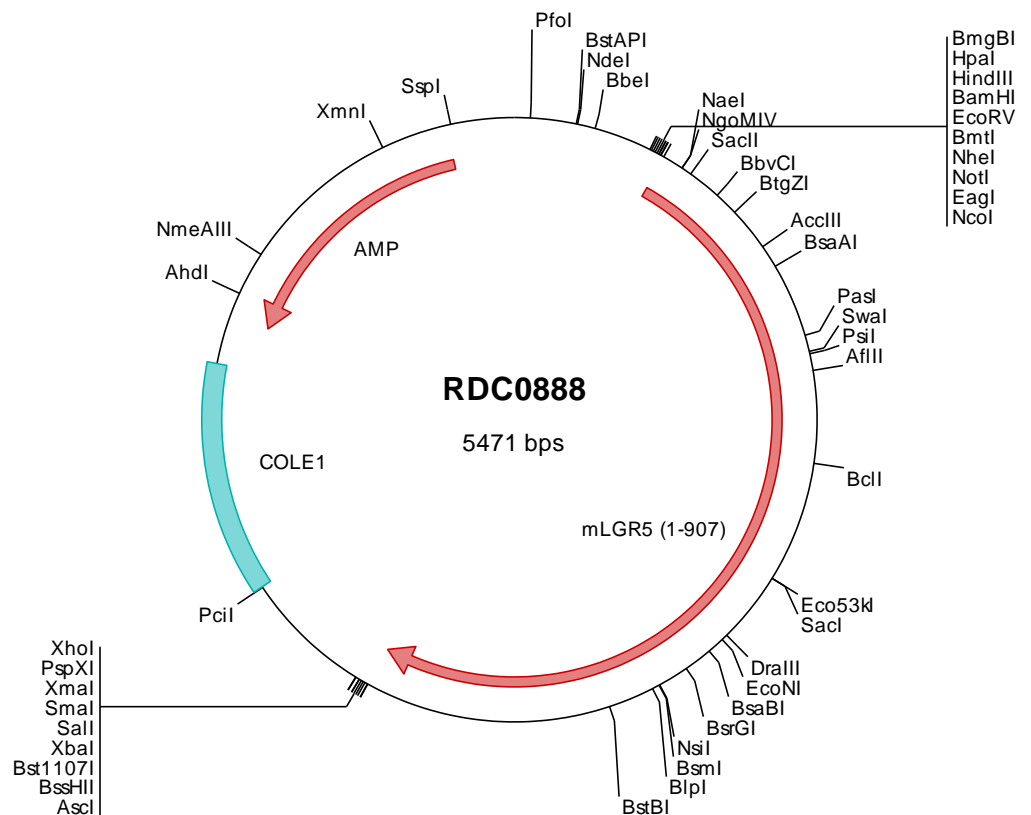 PfoI
BstAPI
NdeI
BbeI
SspI
XmnI
NaeI
NgoMIV
SacII
BbvCI
BtgZI
AccIII
BsaAI
BmgBI
HpaI
HindIII
BamHI
EcoRV
BmtI
NheI
NotI
EagI
NcoI
NmeAIII
AhdI
AMP
PasI
SwaI
PsiI
AflII
RDC0888
5471 bps
COLE1
BclI
mLGR5 (1-907)
PciI
Eco53kI
SacI
DraIII
EcoNI
BsaBI
BsrGI
NsiI
BsmI
BlpI
BstBI
XhoI
PspXI
XmaI
SmaI
SalI
XbaI
Bst1107I
BssHII
AscI